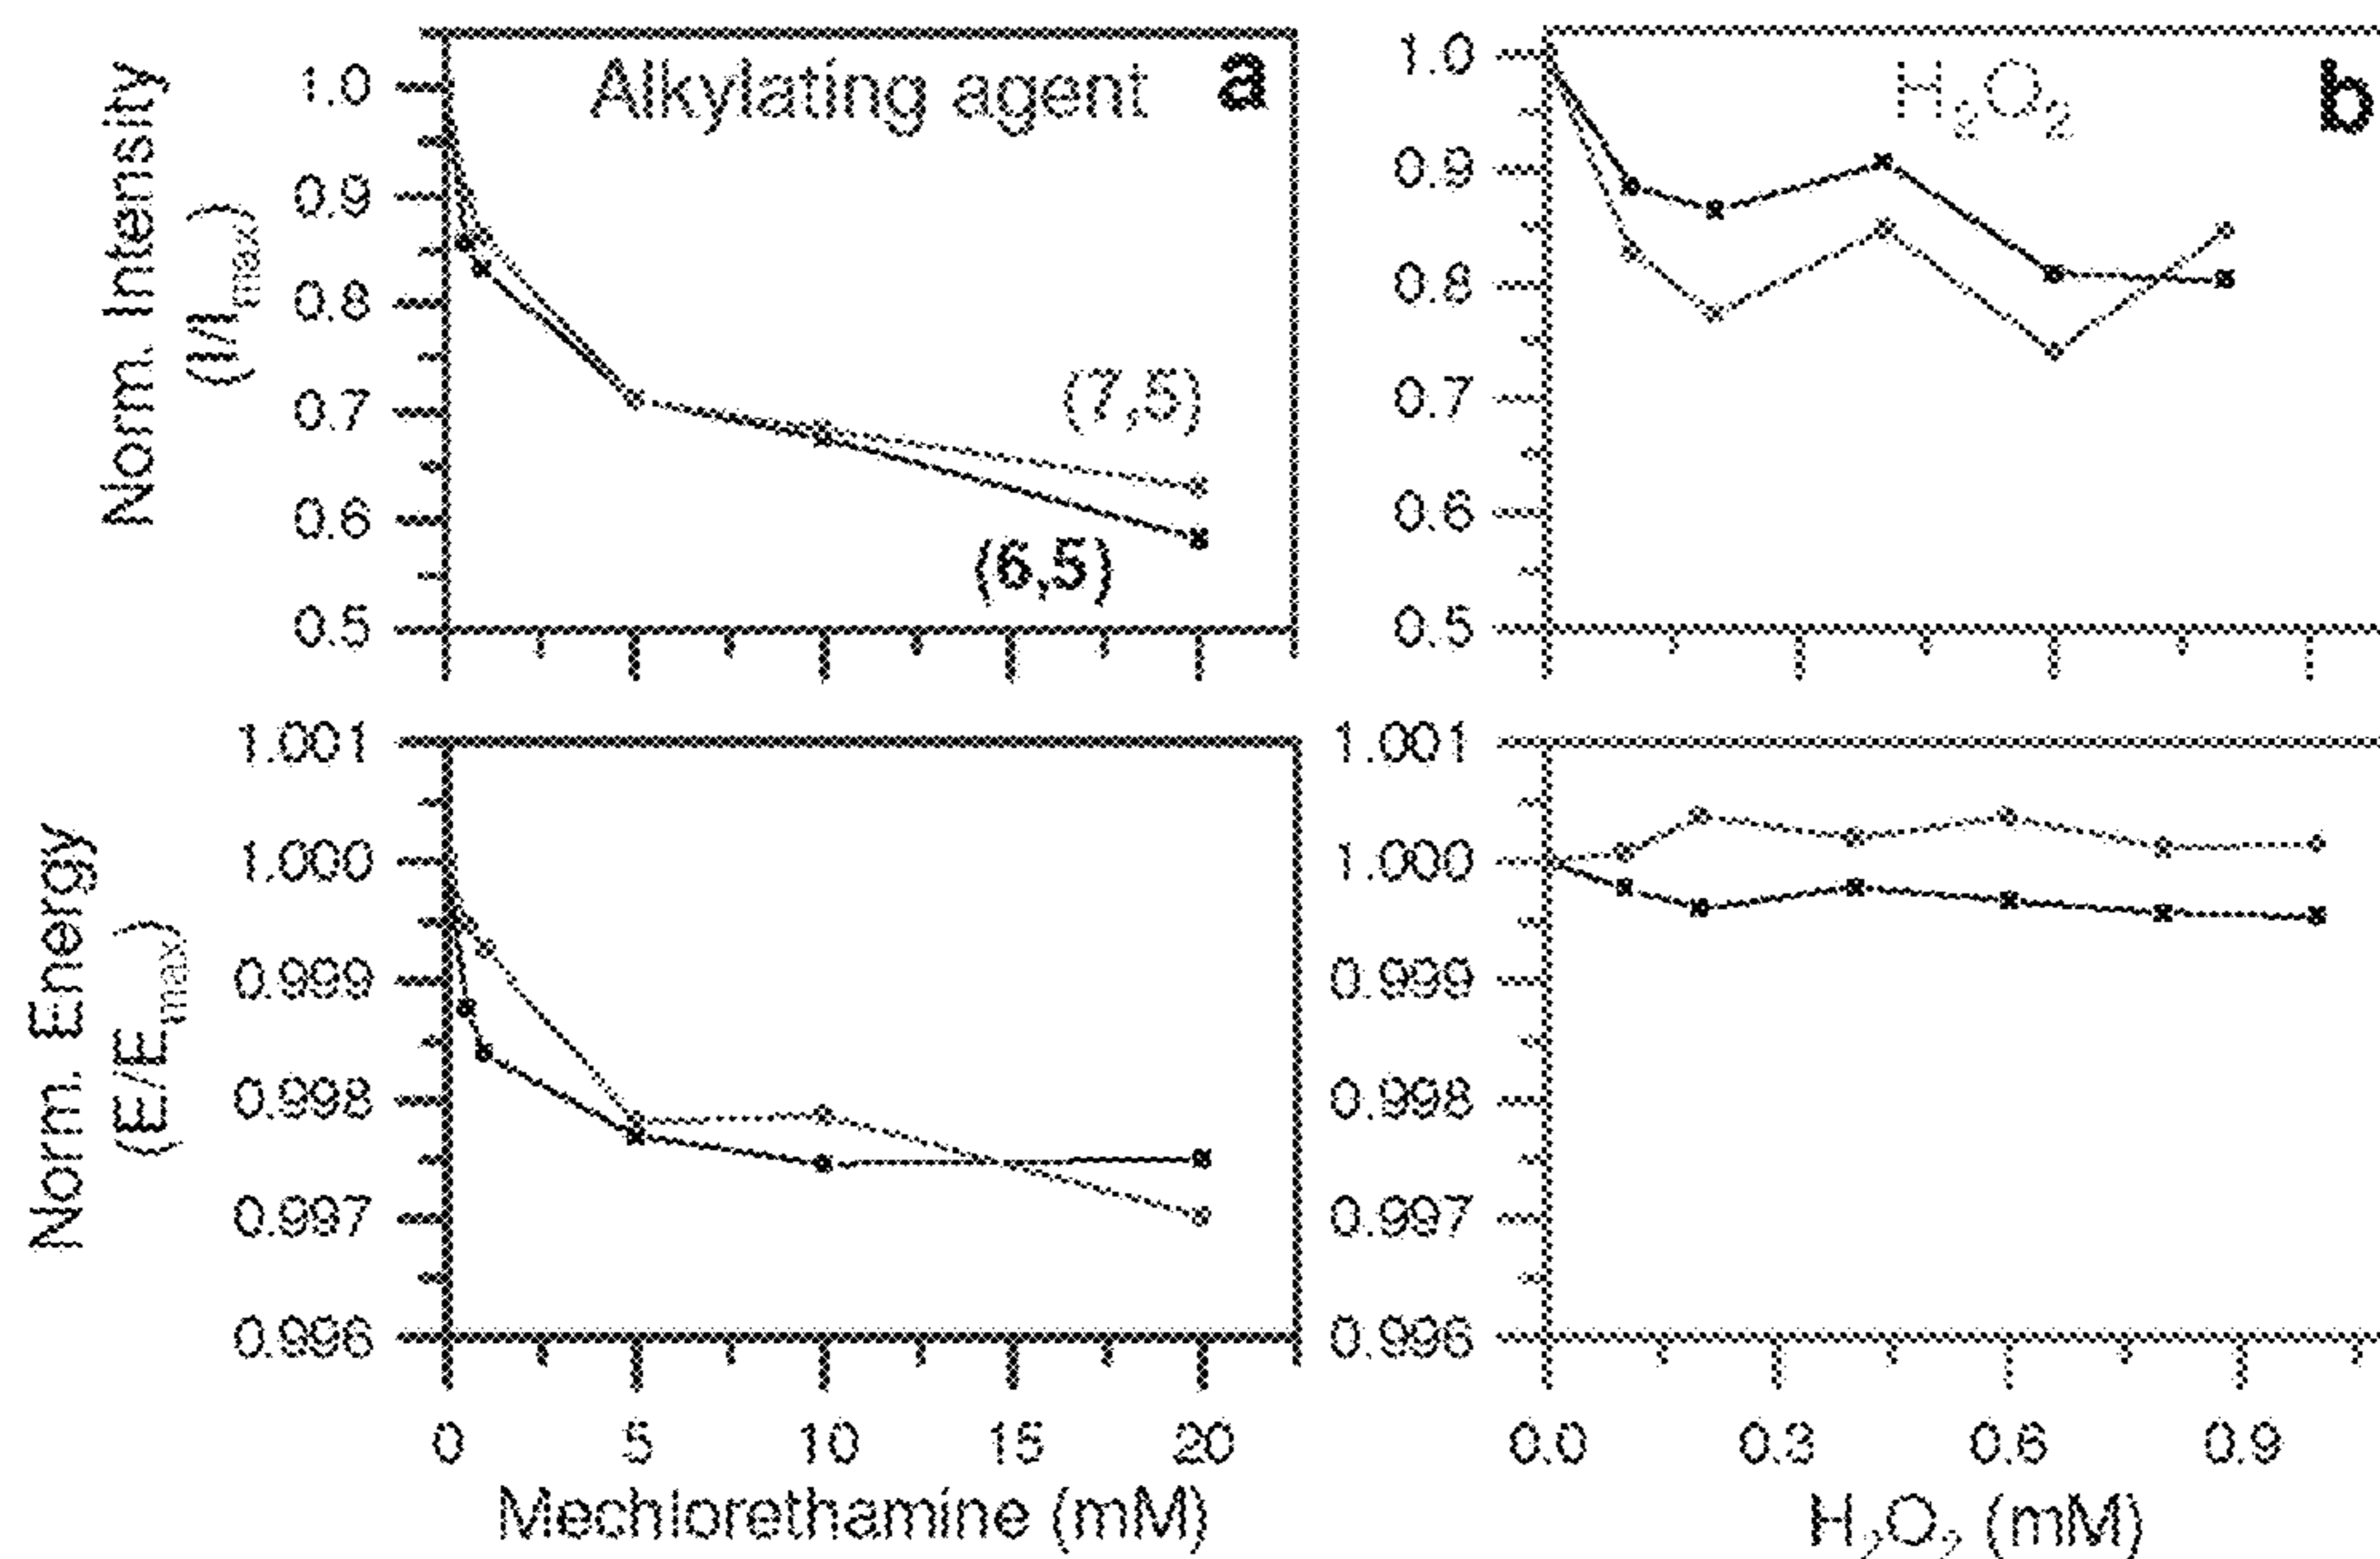 Norm. Intensity
(I/Imax)
1.0
0.9
0.8
0.7
0.6
0.5
Alkylating agent
a
(7,5)
(6,5)
1.0
0.9
0.8
0.7
0.6
0.5
H2O2
b
Norm. Energy
(E/Emax)
1.001
1.000
0.999
0.998
0.997
0.996
0 5 10 15 20
Mechlorethamine (mM)
1.001
1.000
0.999
0.998
0.997
0.996
0.0 0.3 0.6 0.9
H2O2 (mM)